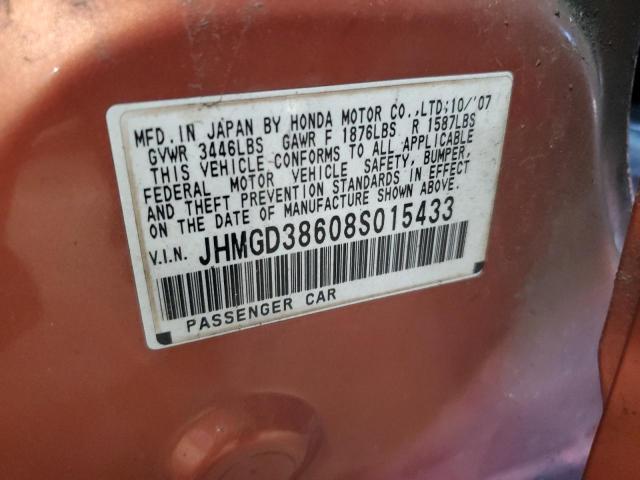 MFD. IN JAPAN BY HONDA MOTOR CO., LTD; 10/'07
GVWR 3446LBS GAWR F 1876LBS R 1587LBS
THIS VEHICLE CONFORMS TO ALL APPLICABLE
FEDERAL MOTOR VEHICLE SAFETY, BUMPER,
AND THEFT PREVENTION STANDARDS IN EFFECT
ON THE DATE OF MANUFACTURE SHOWN ABOVE.
V.I.N. JHMGD38608S015433
PASSENGER CAR